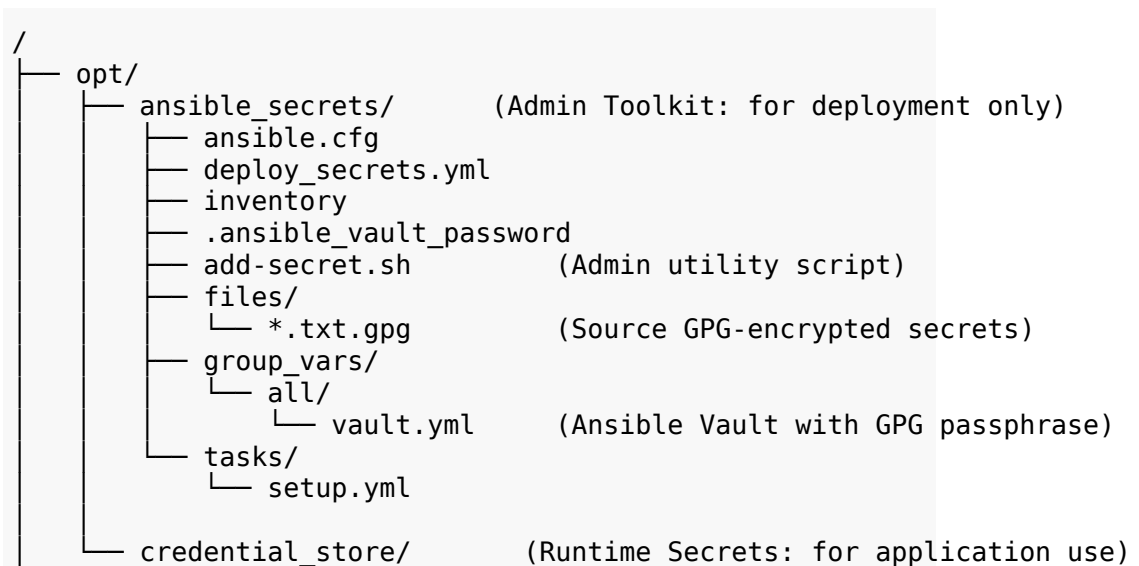 /
├── opt/
│   ├── ansible_secrets/      (Admin Toolkit: for deployment only)
│   │   ├── ansible.cfg
│   │   ├── deploy_secrets.yml
│   │   ├── inventory
│   │   ├── .ansible_vault_password
│   │   ├── add-secret.sh         (Admin utility script)
│   │   ├── files/
│   │   │   └── *.txt.gpg         (Source GPG-encrypted secrets)
│   │   ├── group_vars/
│   │   │   └── all/
│   │   │       └── vault.yml     (Ansible Vault with GPG passphrase)
│   │   └── tasks/
│   │       └── setup.yml
│   │
│   └── credential_store/       (Runtime Secrets: for application use)